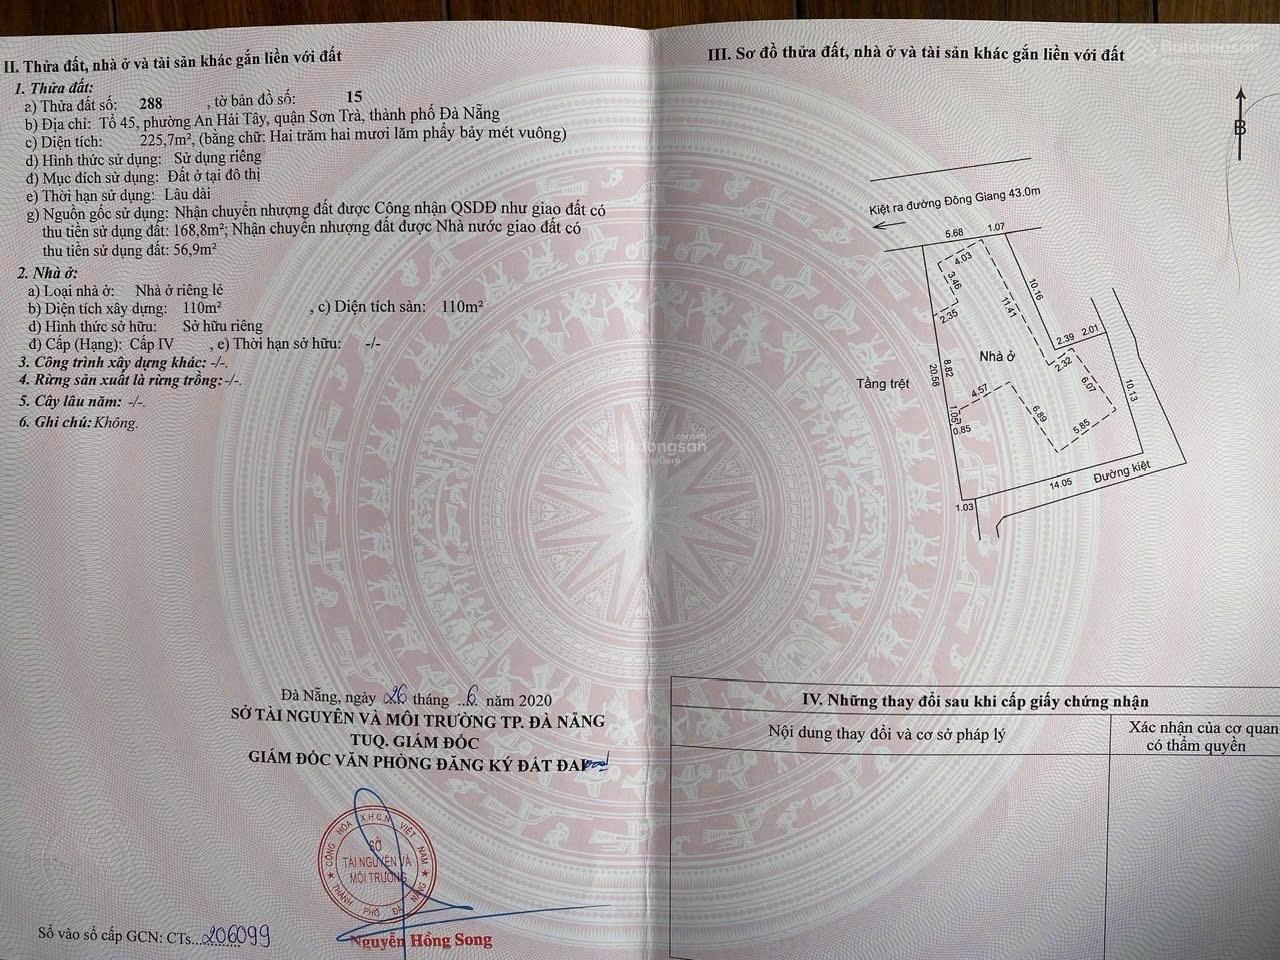 II. Thửa đất, nhà ở và tài sản khác gắn liền với đất
1. Thửa đất:
a) Thửa đất số: 288 , tờ bản đồ số: 15
b) Địa chỉ: Tổ 45, phường An Hải Tây, quận Sơn Trà, thành phố Đà Nẵng
c) Diện tích: 225,7m², (bằng chữ: Hai trăm hai mươi lăm phẩy bảy mét vuông)
d) Hình thức sử dụng: Sử dụng riêng
đ) Mục đích sử dụng: Đất ở tại đô thị
e) Thời hạn sử dụng: Lâu dài
g) Nguồn gốc sử dụng: Nhận chuyển nhượng đất được Công nhận QSDĐ như giao đất có
thu tiền sử dụng đất: 168,8m²; Nhận chuyển nhượng đất được Nhà nước giao đất có
thu tiền sử dụng đất: 56,9m²
2. Nhà ở:
a) Loại nhà ở: Nhà ở riêng lẻ
b) Diện tích xây dựng: 110m² , c) Diện tích sàn: 110m²
d) Hình thức sở hữu: Sở hữu riêng
đ) Cấp (Hạng): Cấp IV , e) Thời hạn sở hữu: -/-
3. Công trình xây dựng khác: -/-.
4. Rừng sản xuất là rừng trồng: -/-.
5. Cây lâu năm: -/-.
6. Ghi chú: Không.
Đà Nẵng, ngày 26 tháng ..6. năm 2020
SỞ TÀI NGUYÊN VÀ MÔI TRƯỜNG TP. ĐÀ NẴNG
TUQ. GIÁM ĐỐC
GIÁM ĐỐC VĂN PHÒNG ĐĂNG KÝ ĐẤT ĐAI
CỘNG HÒA X.H.C.N VIỆT NAM
SỞ
TÀI NGUYÊN VÀ
MÔI TRƯỜNG
THÀNH PHỐ ĐÀ NẴNG
Nguyễn Hồng Song
Số vào sổ cấp GCN: CTs...206099
III. Sơ đồ thửa đất, nhà ở và tài sản khác gắn liền với đất
Batdongsan
B
Kiệt ra đường Đông Giang 43.0m
5.68
1.07
4.03
3.46
10.16
11.41
2.35
2.39
2.01
Nhà ở
2.32
8.82
20.58
Tầng trệt
6.07
10.13
4.57
1.05
0.85
6.89
5.85
Đường kiệt
14.05
1.03
Batdongsan
.com.vn
by PropertyGuru
IV. Những thay đổi sau khi cấp giấy chứng nhận
Nội dung thay đổi và cơ sở pháp lý
Xác nhận của cơ quan
có thẩm quyền